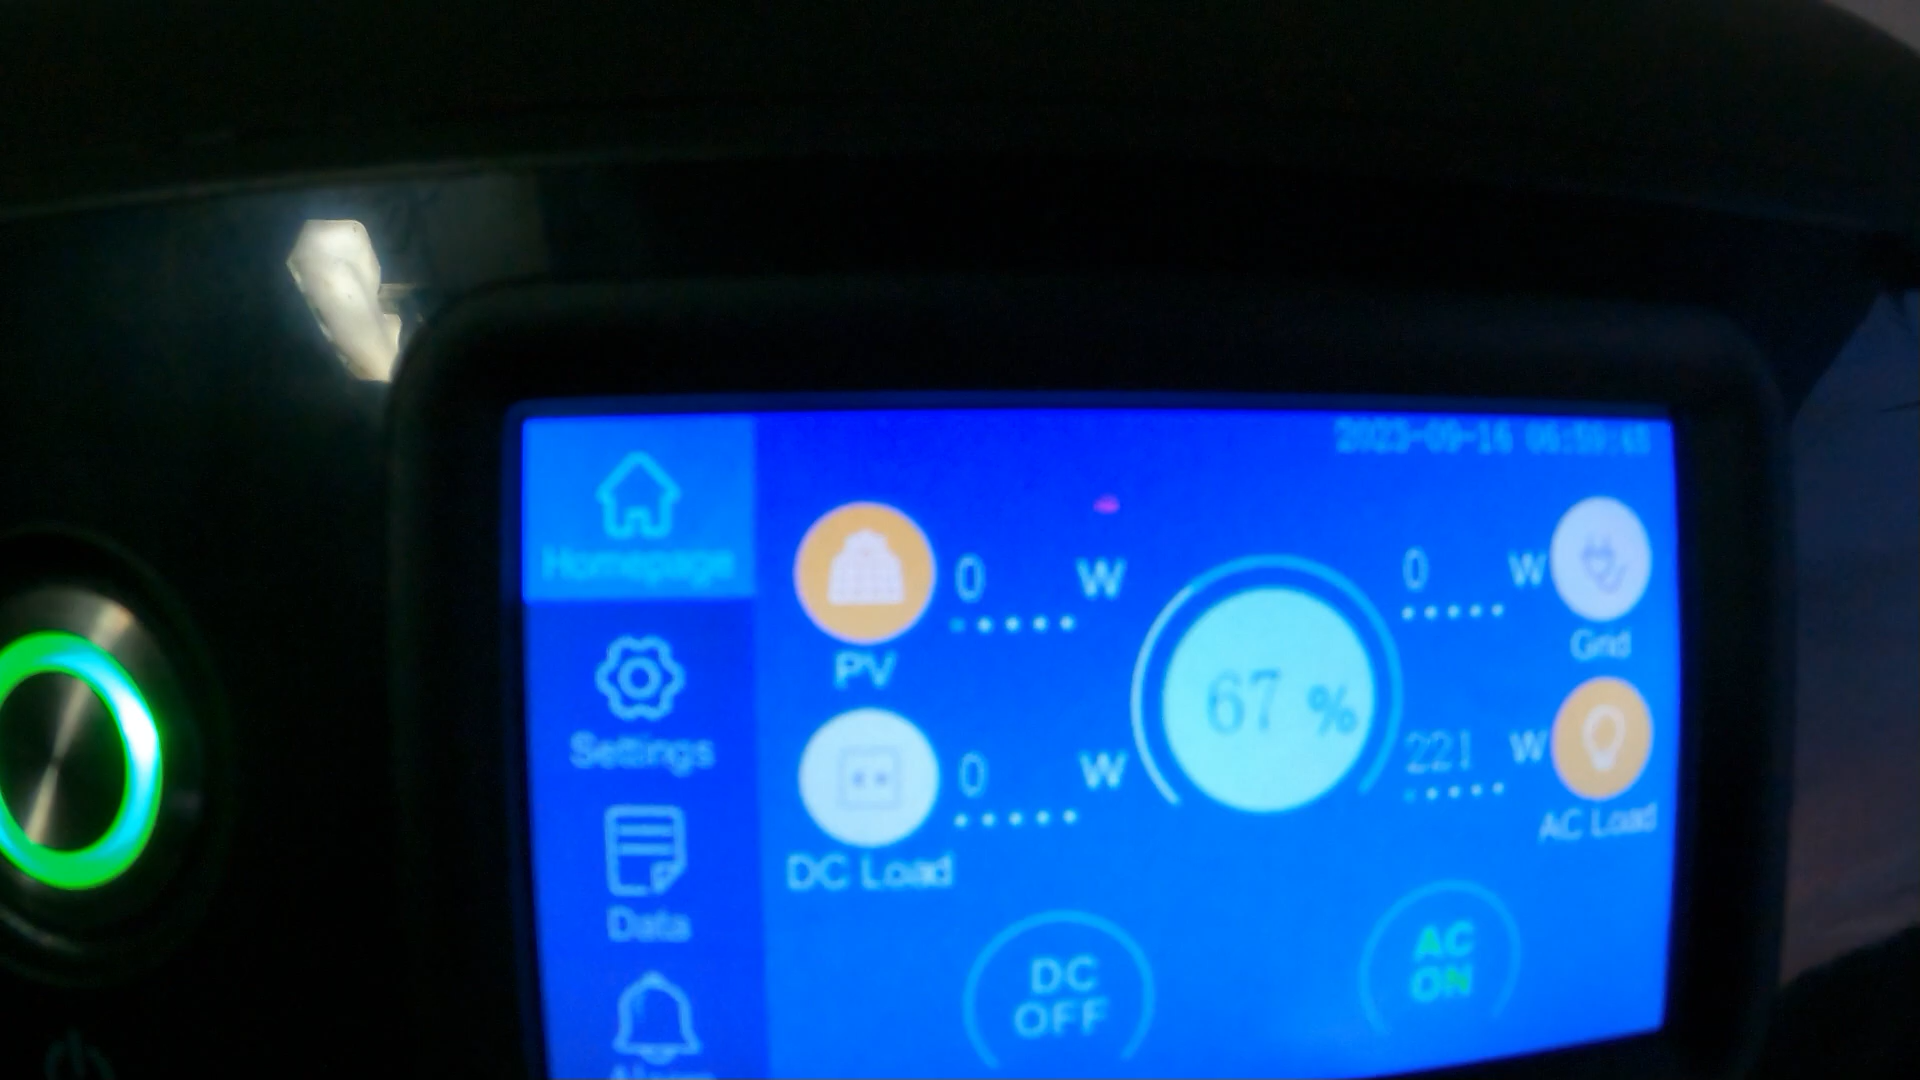 Homepage
Settings
Data
0 W
PV
0 W
DC Load
67 %
0 W
Grid
221 W
AC Load
DC
OFF
AC
ON